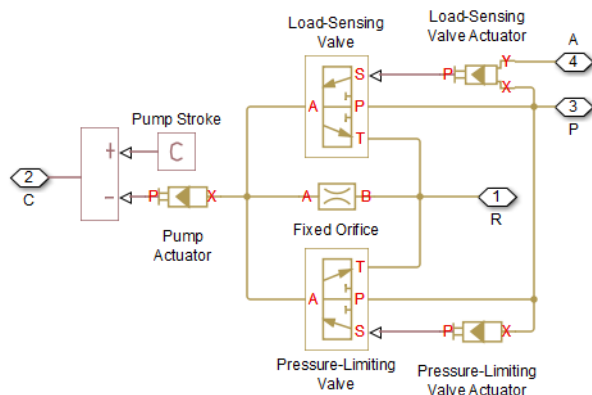 Load-Sensing
Valve
Load-Sensing
Valve Actuator
A
S
P
Y
X
4
A
P
3
P
T
Pump Stroke
+
C
2
C
−
P
X
Pump
Actuator
A
B
Fixed Orifice
1
R
T
A
P
S
P
X
Pressure-Limiting
Valve
Pressure-Limiting
Valve Actuator